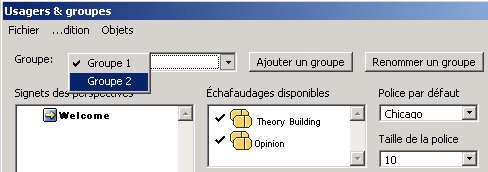 Usagers & groupes
Fichier ...dition Objets
Groupe: Groupe 1 Ajouter un groupe Renommer un groupe
Groupe 2
Signets des perspectives Échafaudages disponibles Police par défaut
Welcome Theory Building Chicago
Opinion Taille de la police
10